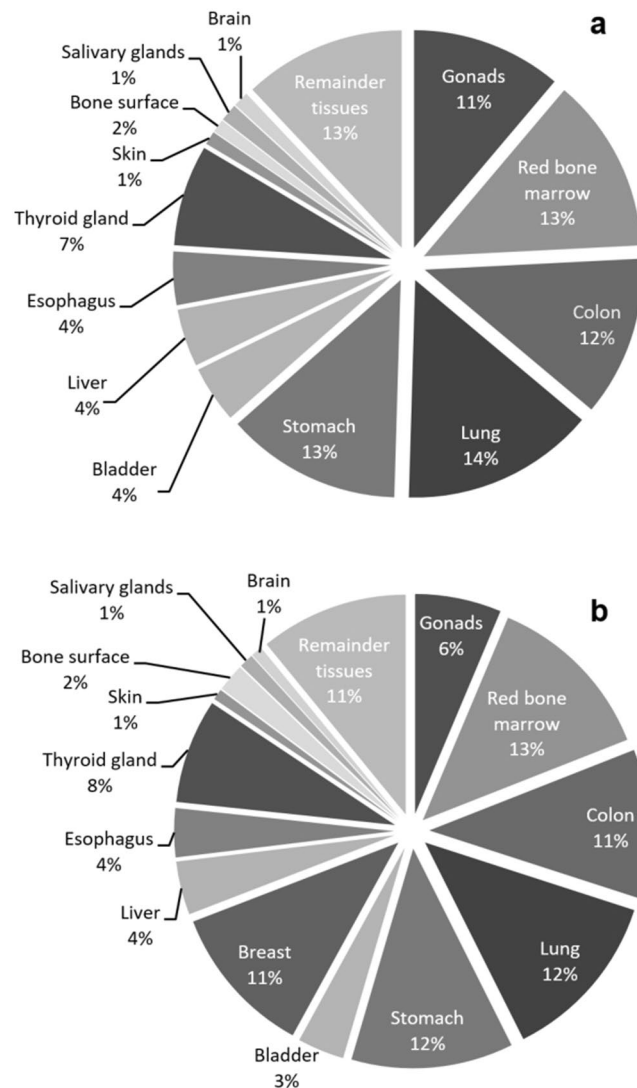 a
Brain
1%
Salivary glands
1%
Bone surface
2%
Skin
1%
Thyroid gland
7%
Esophagus
4%
Liver
4%
Bladder
4%
Remainder
tissues
13%
Gonads
11%
Red bone
marrow
13%
Colon
12%
Lung
14%
Stomach
13%
b
Brain
1%
Salivary glands
1%
Bone surface
2%
Skin
1%
Thyroid gland
8%
Esophagus
4%
Liver
4%
Breast
11%
Bladder
3%
Remainder
tissues
11%
Gonads
6%
Red bone
marrow
13%
Colon
11%
Lung
12%
Stomach
12%